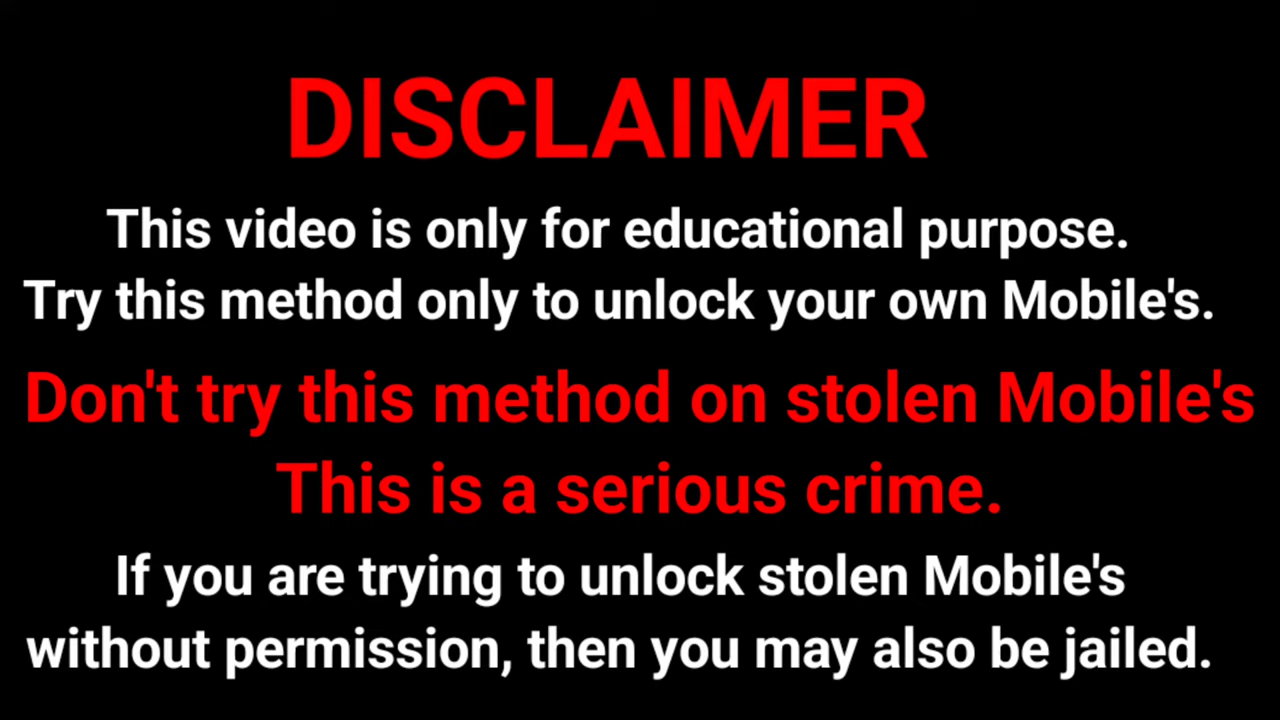 DISCLAIMER
This video is only for educational purpose.
Try this method only to unlock your own Mobile's.
Don't try this method on stolen Mobile's
This is a serious crime.
If you are trying to unlock stolen Mobile's
without permission, then you may also be jailed.